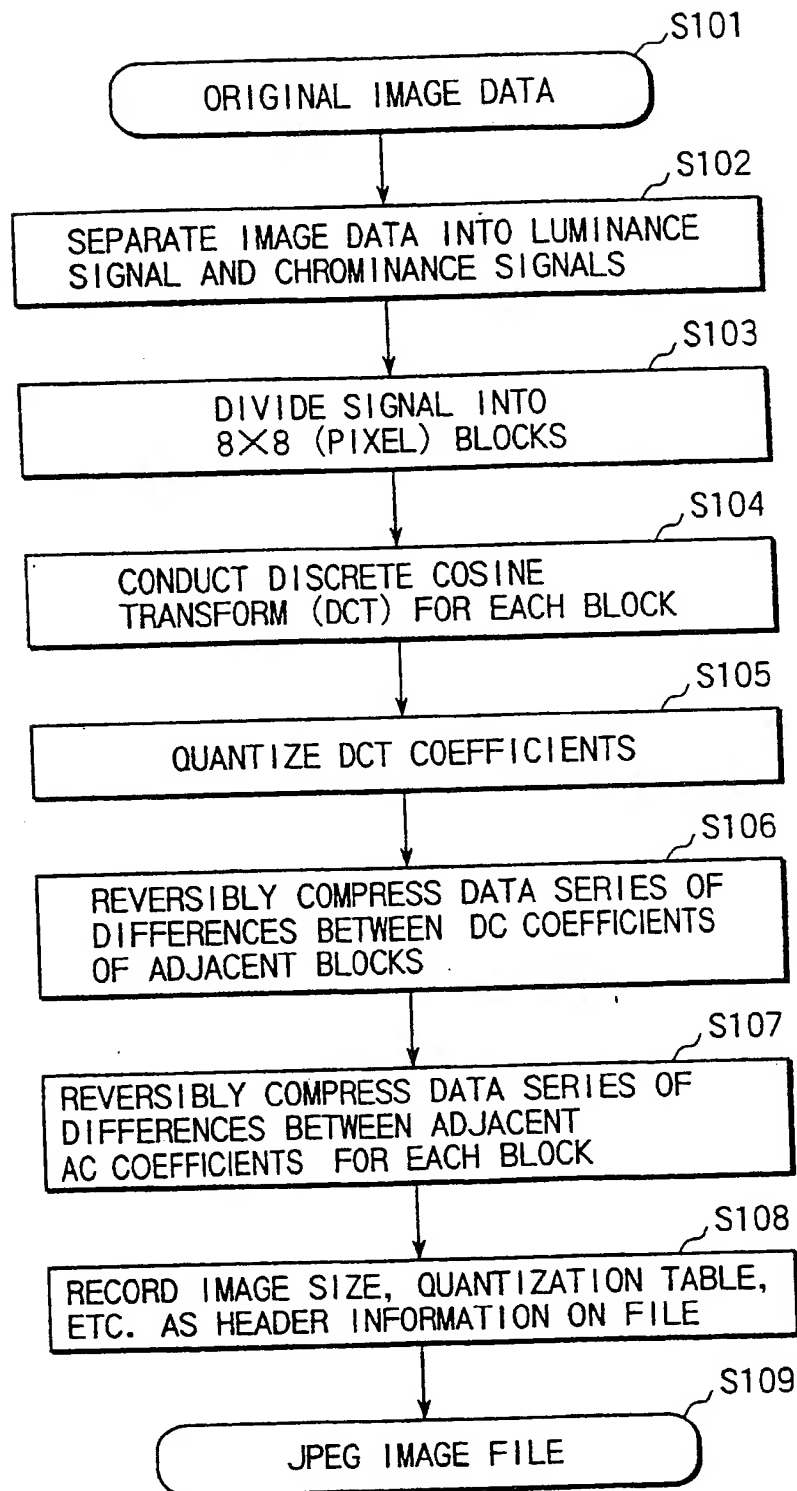 S101
ORIGINAL IMAGE DATA
S102
SEPARATE IMAGE DATA INTO LUMINANCE
SIGNAL AND CHROMINANCE SIGNALS
S103
DIVIDE SIGNAL INTO
8×8 (PIXEL) BLOCKS
S104
CONDUCT DISCRETE COSINE
TRANSFORM (DCT) FOR EACH BLOCK
S105
QUANTIZE DCT COEFFICIENTS
S106
REVERSIBLY COMPRESS DATA SERIES OF
DIFFERENCES BETWEEN DC COEFFICIENTS
OF ADJACENT BLOCKS
S107
REVERSIBLY COMPRESS DATA SERIES OF
DIFFERENCES BETWEEN ADJACENT
AC COEFFICIENTS FOR EACH BLOCK
S108
RECORD IMAGE SIZE, QUANTIZATION TABLE,
ETC. AS HEADER INFORMATION ON FILE
S109
JPEG IMAGE FILE